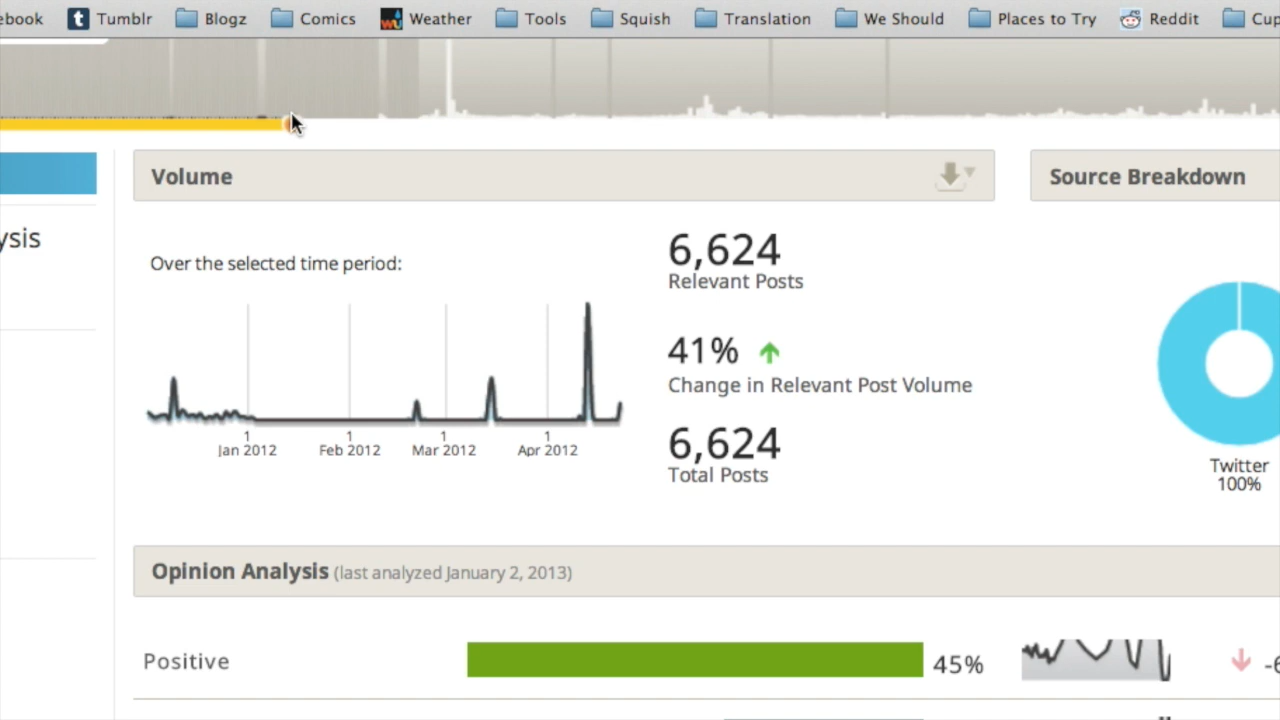 ebook Tumblr Blogz Comics Weather Tools Squish Translation We Should Places to Try Reddit Cup
Volume
Source Breakdown
ysis
Over the selected time period:
6,624
Relevant Posts
41%
Change in Relevant Post Volume
6,624
Total Posts
1 1 1 1
Jan 2012 Feb 2012 Mar 2012 Apr 2012
Twitter
100%
Opinion Analysis (last analyzed January 2, 2013)
Positive 45% -6